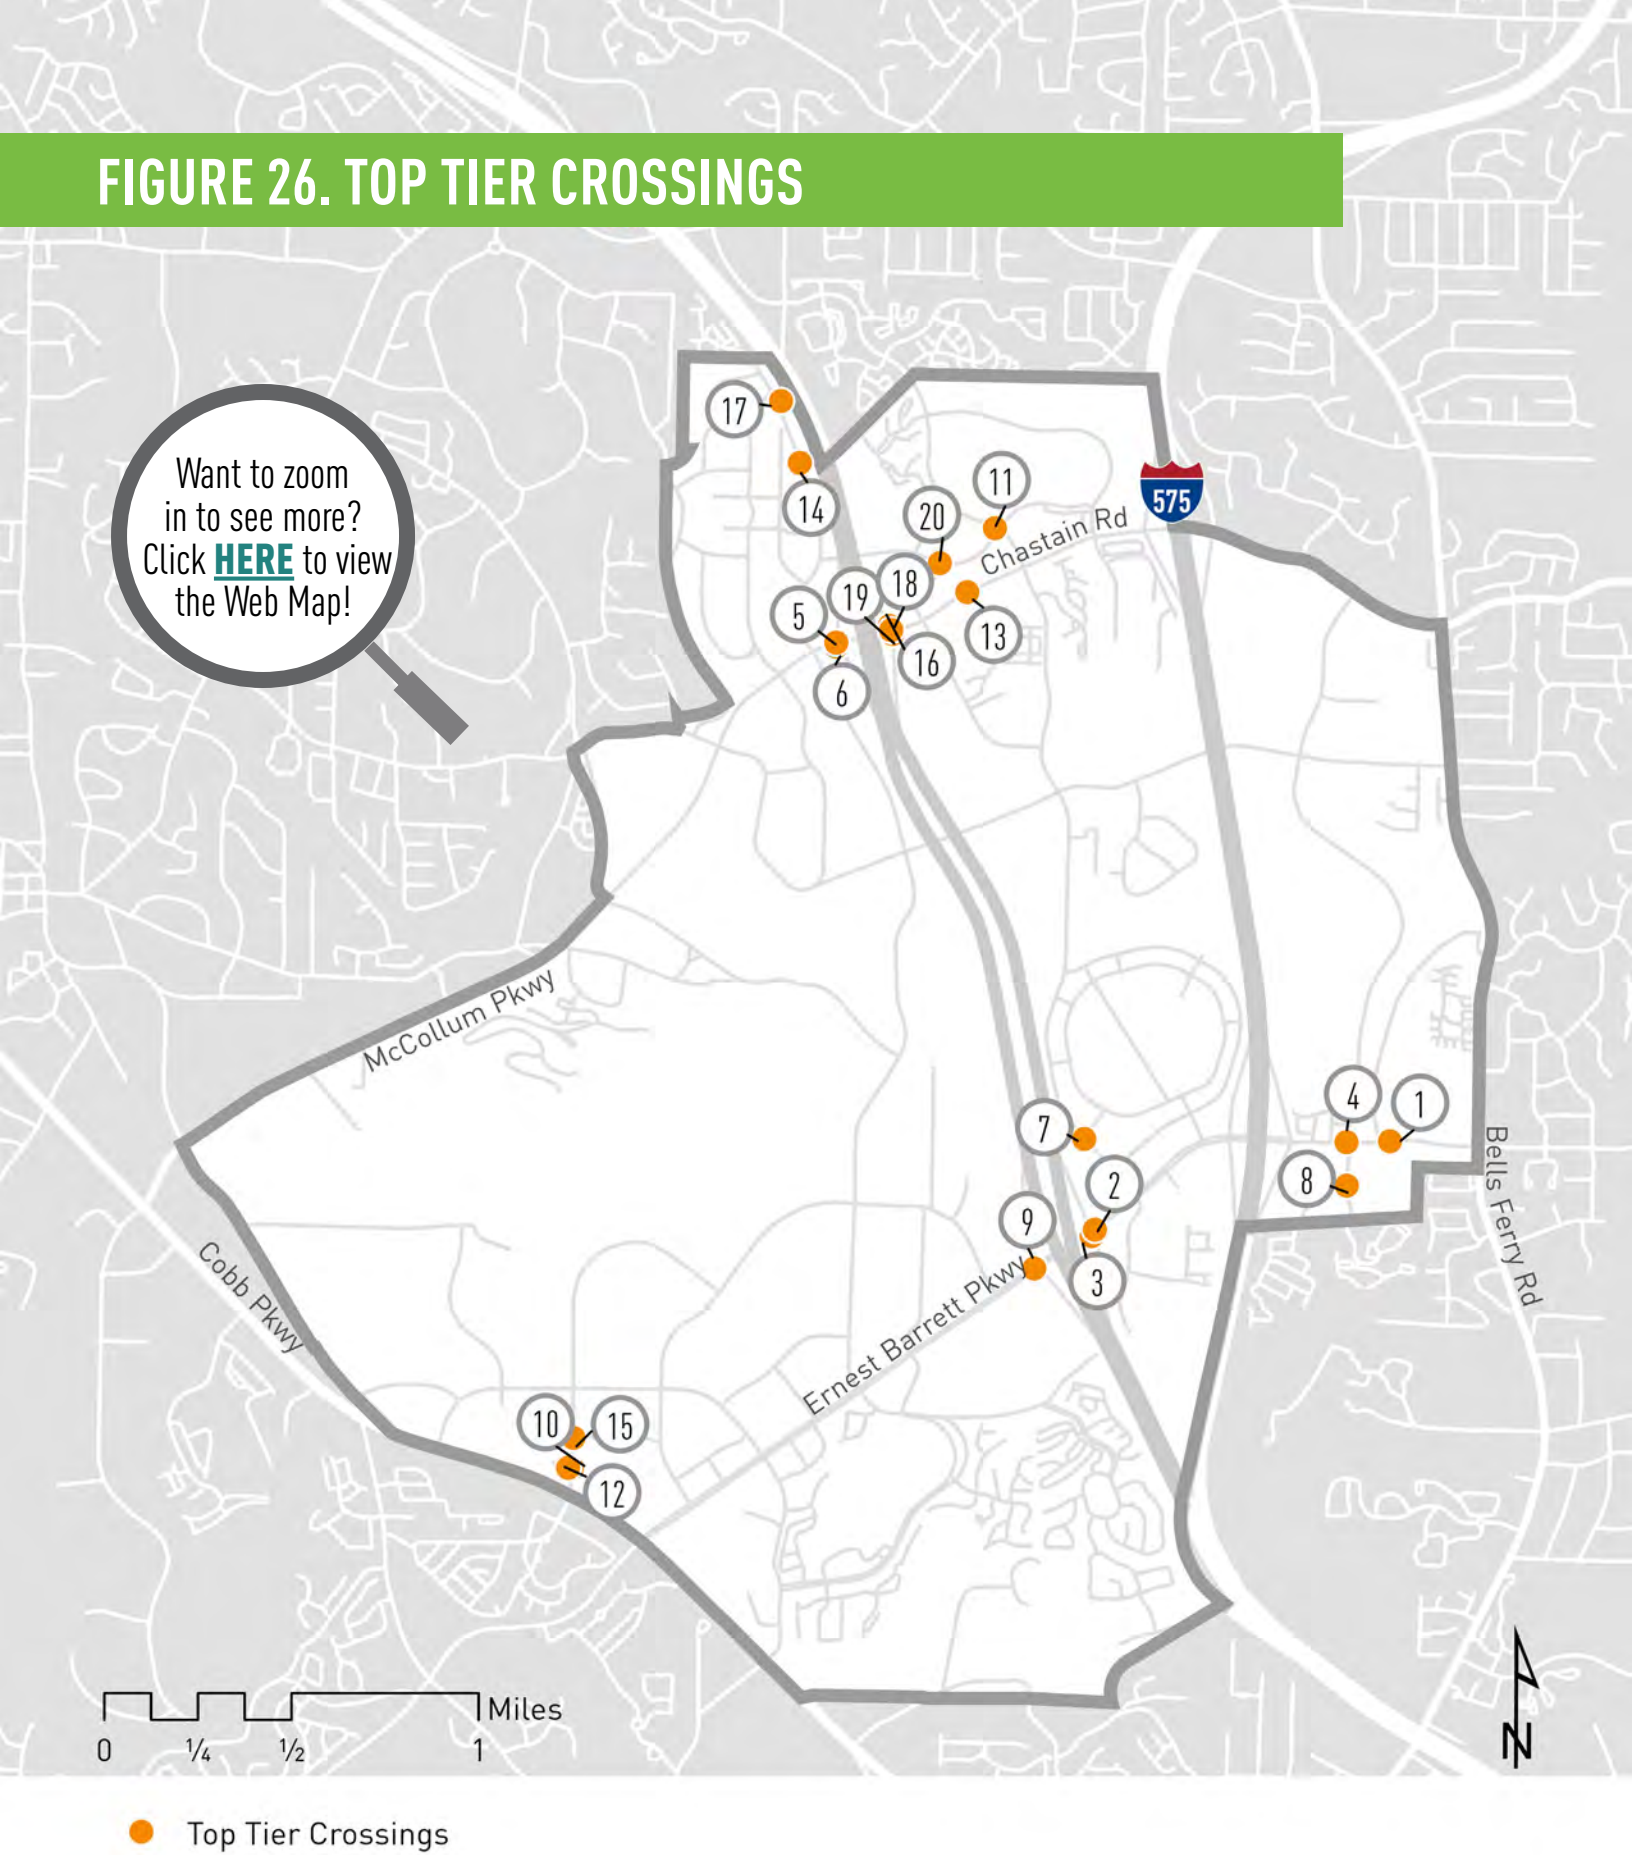 FIGURE 26. TOP TIER CROSSINGS
Want to zoom
in to see more?
Click HERE to view
the Web Map!
17
14
11
20
575
Chastain Rd
18
19
5
13
16
6
McCollum Pkwy
4
1
7
Bells Ferry Rd
2
8
9
3
Cobb Pkwy
Ernest Barrett Pkwy
10
15
12
Miles
0
¼
½
1
N
Top Tier Crossings